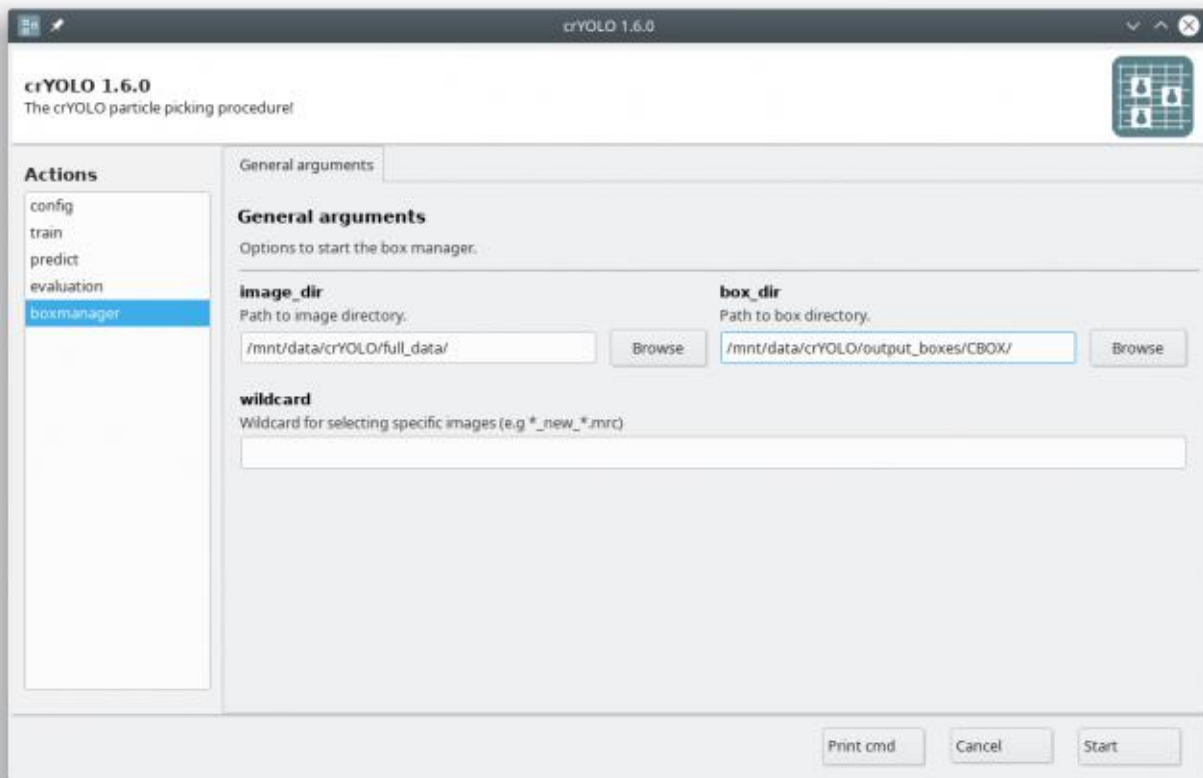 crYOLO 1.6.0
crYOLO 1.6.0
The crYOLO particle picking procedure!
Actions
config
train
predict
evaluation
boxmanager
General arguments
General arguments
Options to start the box manager.
image_dir
Path to image directory.
/mnt/data/crYOLO/full_data/
Browse
box_dir
Path to box directory.
/mnt/data/crYOLO/output_boxes/CBOX/
Browse
wildcard
Wildcard for selecting specific images (e.g *_new_*.mrc)
Print cmd
Cancel
Start